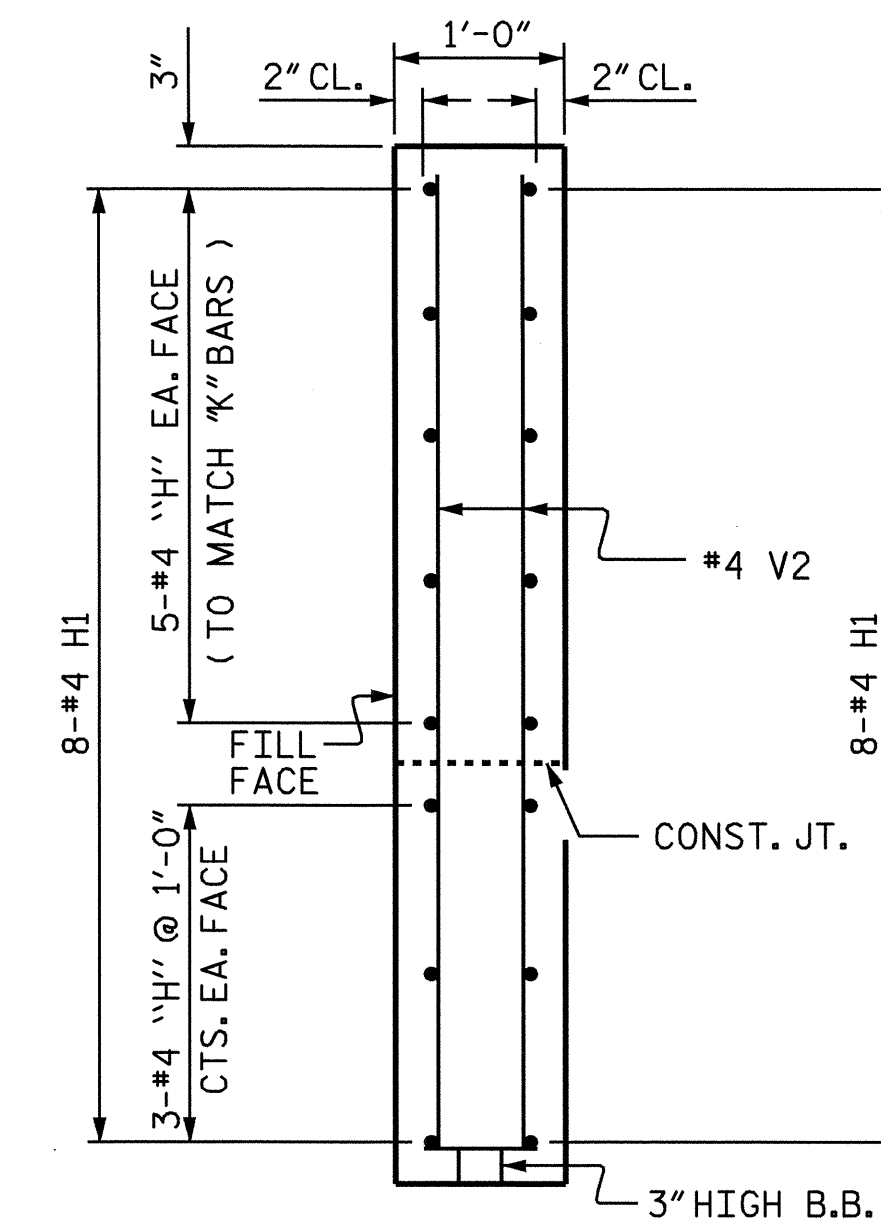 1'-0"
3"
2" CL.
2" CL.
5-#4 "H" EA. FACE
( TO MATCH "K" BARS )
8-#4 H1
8-#4 H1
#4 V2
FILL
FACE
3-#4 "H" @ 1'-0"
CTS. EA. FACE
CONST. JT.
3" HIGH B.B.